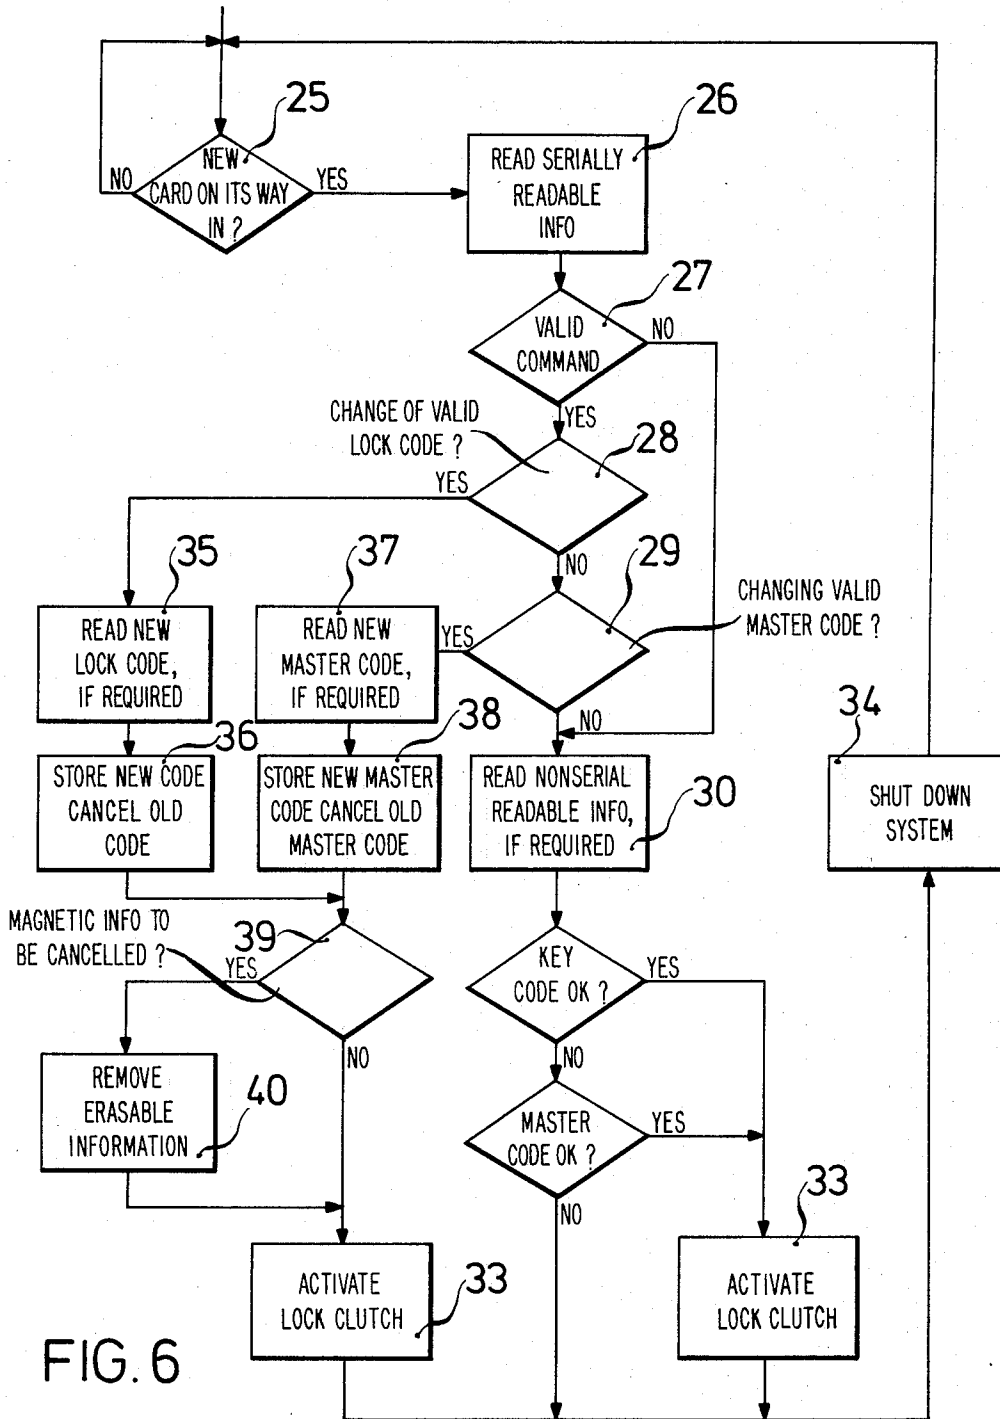 25
NEW
CARD ON ITS WAY
IN ?
NO
YES
26
READ SERIALLY
READABLE
INFO
27
VALID
COMMAND
NO
YES
CHANGE OF VALID
LOCK CODE ?
28
YES
NO
29
CHANGING VALID
MASTER CODE ?
YES
NO
35
READ NEW
LOCK CODE,
IF REQUIRED
37
READ NEW
MASTER CODE,
IF REQUIRED
36
STORE NEW CODE
CANCEL OLD
CODE
38
STORE NEW MASTER
CODE CANCEL OLD
MASTER CODE
READ NONSERIAL
READABLE INFO,
IF REQUIRED
30
34
SHUT DOWN
SYSTEM
MAGNETIC INFO TO
BE CANCELLED ?
39
YES
NO
KEY
CODE OK ?
YES
NO
REMOVE
ERASABLE
INFORMATION
40
MASTER
CODE OK ?
YES
NO
ACTIVATE
LOCK CLUTCH
33
33
ACTIVATE
LOCK CLUTCH
FIG. 6